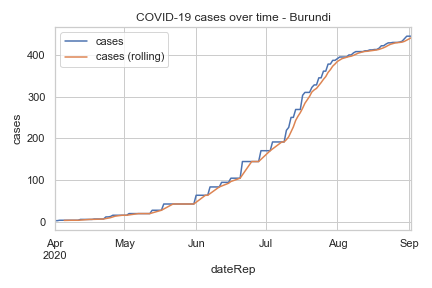 COVID-19 cases over time - Burundi
cases
cases (rolling)
400
300
200
100
0
cases
Apr May Jun Jul Aug Sep
2020
dateRep